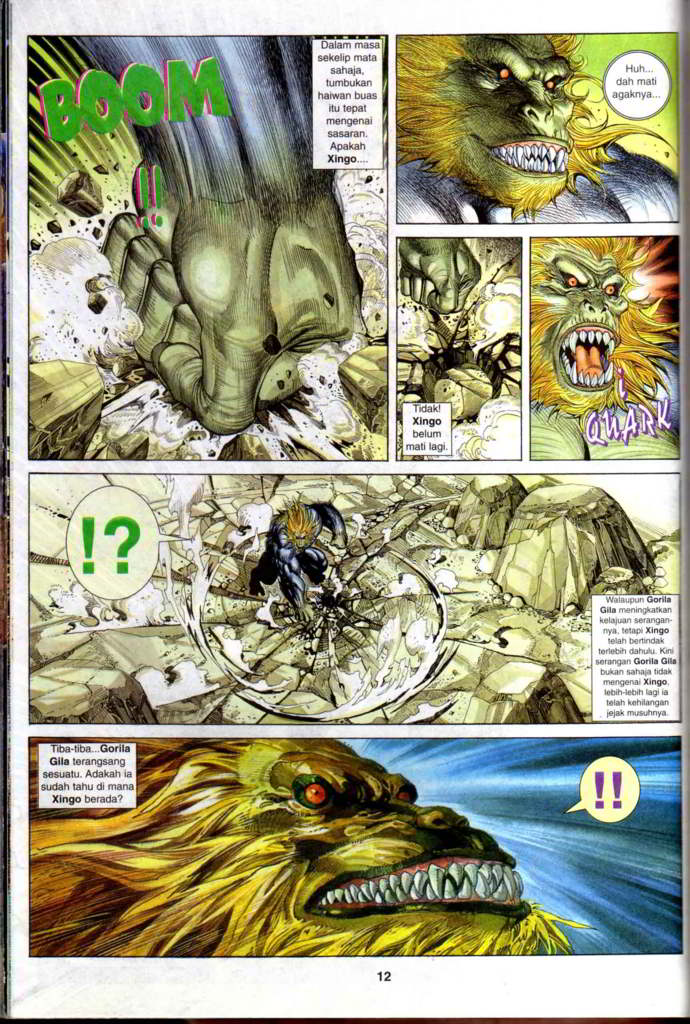 BOOM
!!
Dalam masa
sekelip mata
sahaja,
tumbukan
haiwan buas
itu tepat
mengenai
sasaran.
Apakah
Xingo....
Huh...
dah mati
agaknya...
Tidak!
Xingo
belum
mati lagi.
¡
QUARK
!?
Walaupun Gorila
Gila meningkatkan
kelajuan serangan-
nya, tetapi Xingo
telah bertindak
terlebih dahulu. Kini
serangan Gorila Gila
bukan sahaja tidak
mengenai Xingo,
lebih-lebih lagi ia
telah kehilangan
jejak musuhnya.
Tiba-tiba...Gorila
Gila terangsang
sesuatu. Adakah ia
sudah tahu di mana
Xingo berada?
!!
12